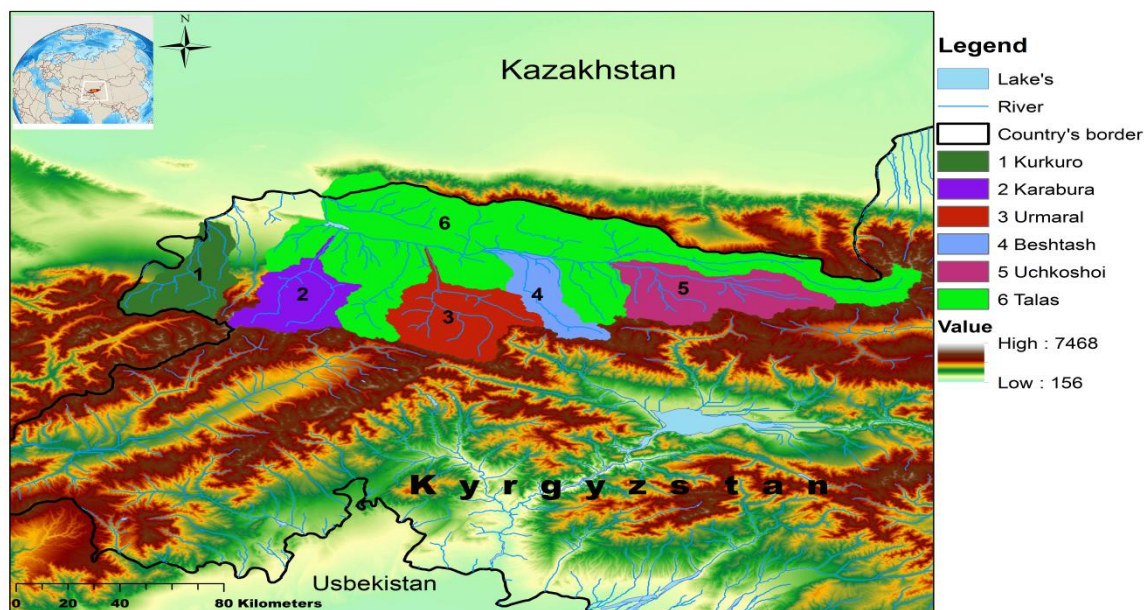 N
Kazakhstan
6
1
2
3
4
5
Kyrgyzstan
Usbekistan
0 20 40 80 Kilometers
Legend
Lake's
River
Country's border
1 Kurkuro
2 Karabura
3 Urmaral
4 Beshtash
5 Uchkoshoi
6 Talas
Value
High : 7468
Low : 156